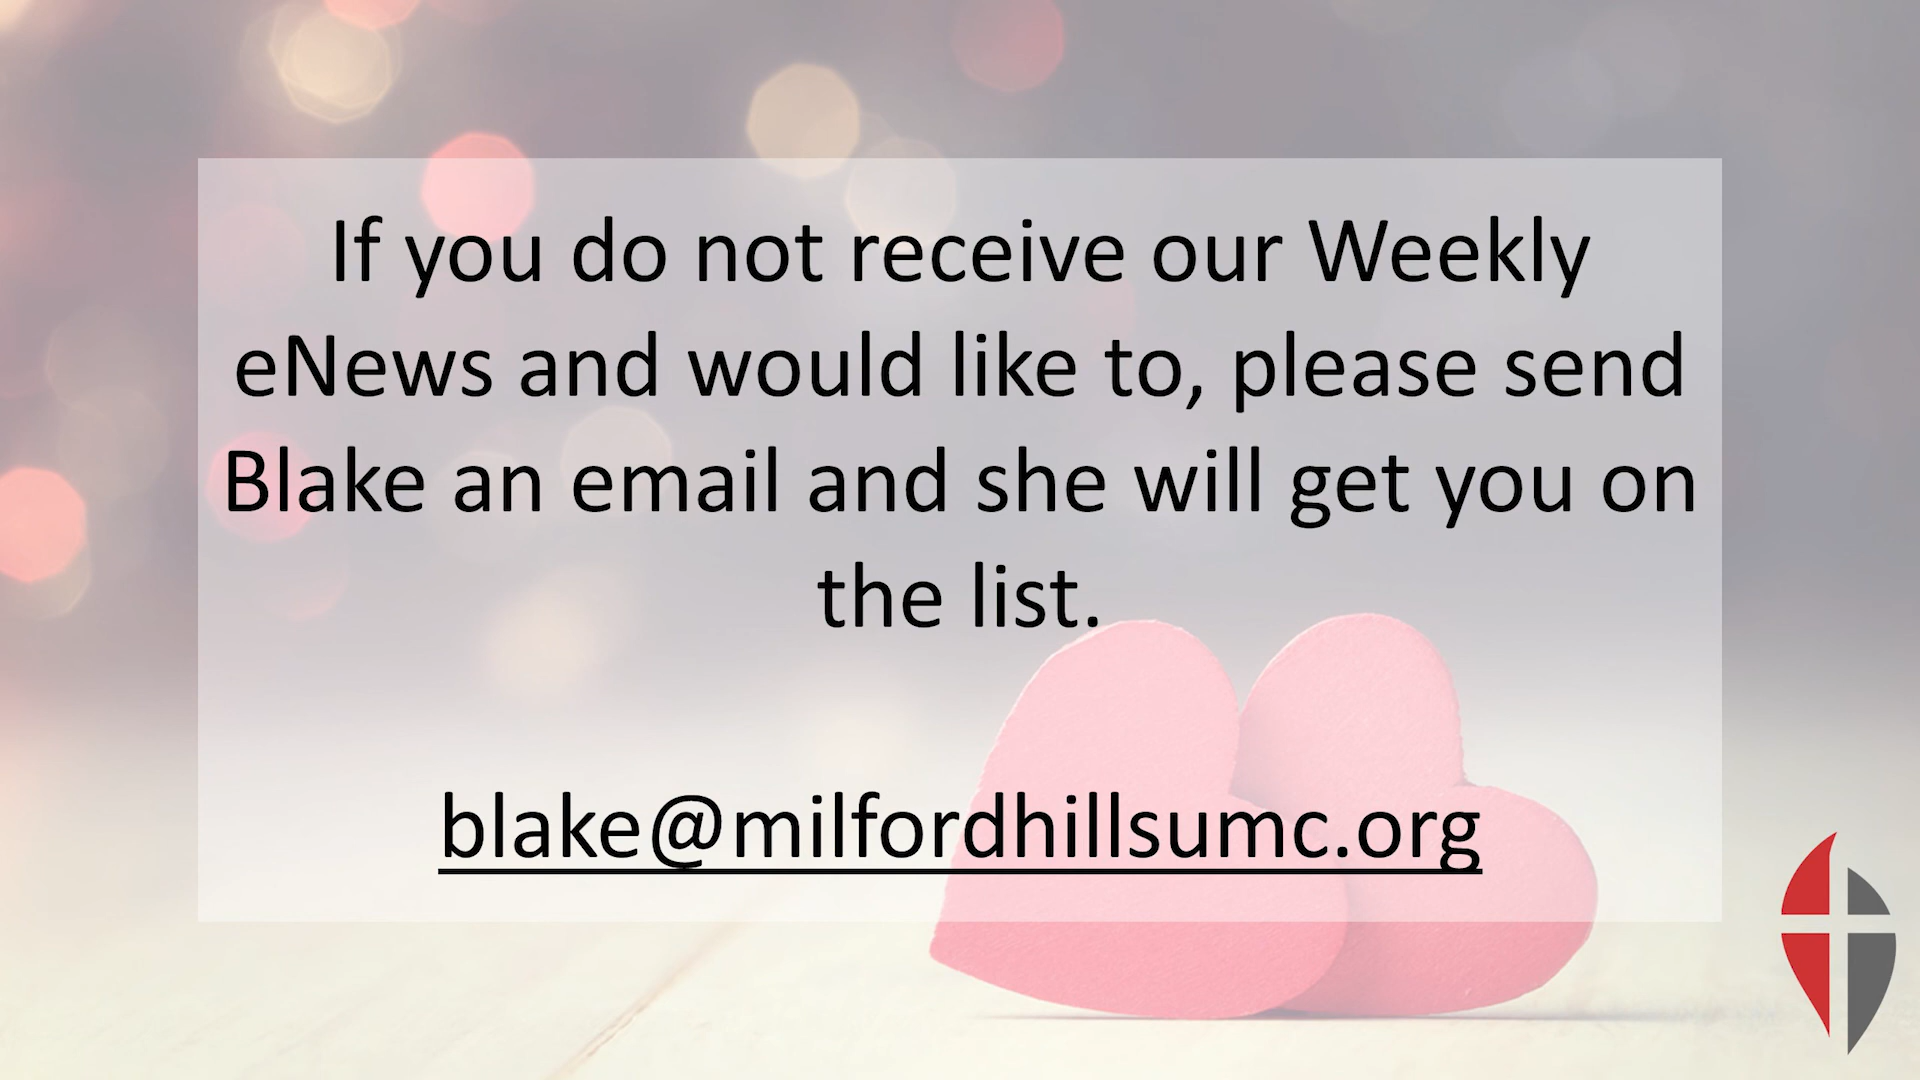 If you do not receive our Weekly
eNews and would like to, please send
Blake an email and she will get you on
the list.
blake@milfordhillsumc.org